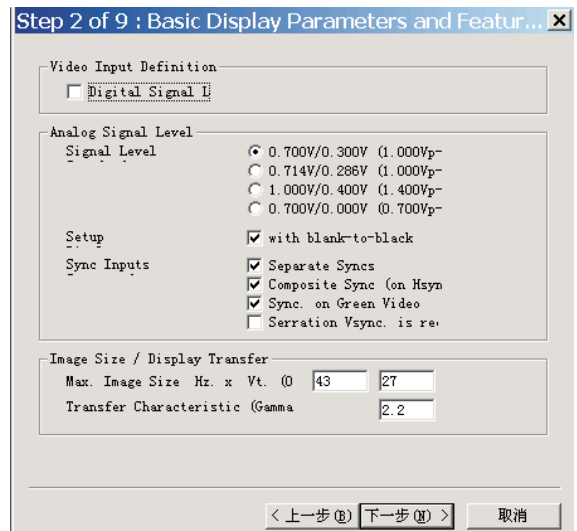 Step 2 of 9 : Basic Display Parameters and Featur...
Video Input Definition
Digital Signal L
Analog Signal Level
Signal Level
0.700V/0.300V (1.000Vp-
0.714V/0.286V (1.000Vp-
1.000V/0.400V (1.400Vp-
0.700V/0.000V (0.700Vp-
Setup
with blank-to-black
Sync Inputs
Separate Syncs
Composite Sync (on Hsyn
Sync. on Green Video
Serration Vsync. is re
Image Size / Display Transfer
Max. Image Size Hz. x Vt. (0 43 27
Transfer Characteristic (Gamma 2.2
< 上一步(B) 下一步(N) > 取消